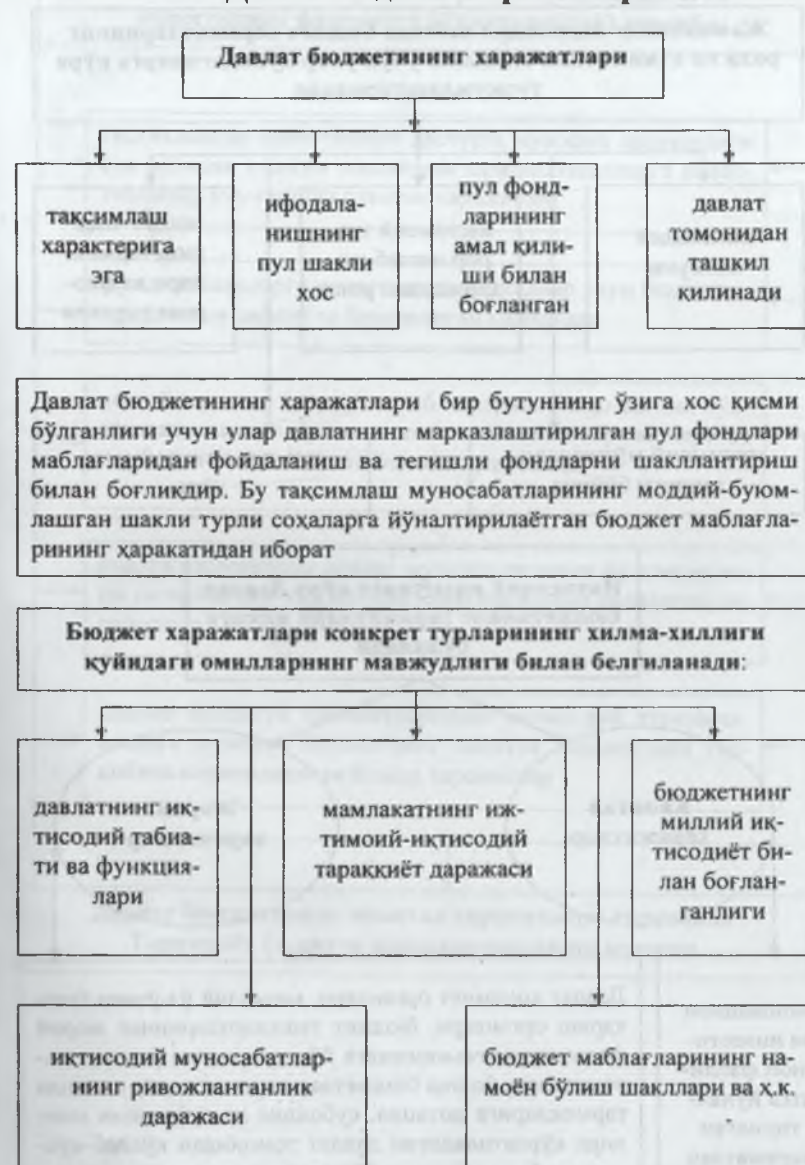 Давлат бюджетининг харажатлари
тақсимлаш
характерига
эга
ифодала-
нишнинг
пул шакли
хос
пул фонд-
ларининг
амал қили-
ши билан
боғланган
давлат
томонидан
ташкил
қилинади
Давлат бюджетининг харажатлари бир бутуннинг ўзига хос қисми
бўлганлиги учун улар давлатнинг марказлаштирилган пул фондлари
маблағларидан фойдаланиш ва тегишли фондларни шакллантириш
билан боғлиқдир. Бу тақсимлаш муносабатларининг моддий-буюм-
лашган шакли турли соҳаларга йўналтирилаётган бюджет маблағла-
рининг ҳаракатидан иборат
Бюджет харажатлари конкрет турларининг хилма-хиллиги
қуйидаги омилларнинг мавжудлиги билан белгиланади:
давлатнинг иқ-
тисодий табиа-
ти ва функция-
лари
мамлакатнинг иж-
тимоий-иқтисодий
тараққиёт даражаси
бюджетнинг
миллий иқ-
тисодиёт би-
лан боғлан-
ганлиги
иқтисодий муносабатлар-
нинг ривожланганлик
даражаси
бюджет маблағларининг на-
моён бўлиш шакллари ва ҳ.к.